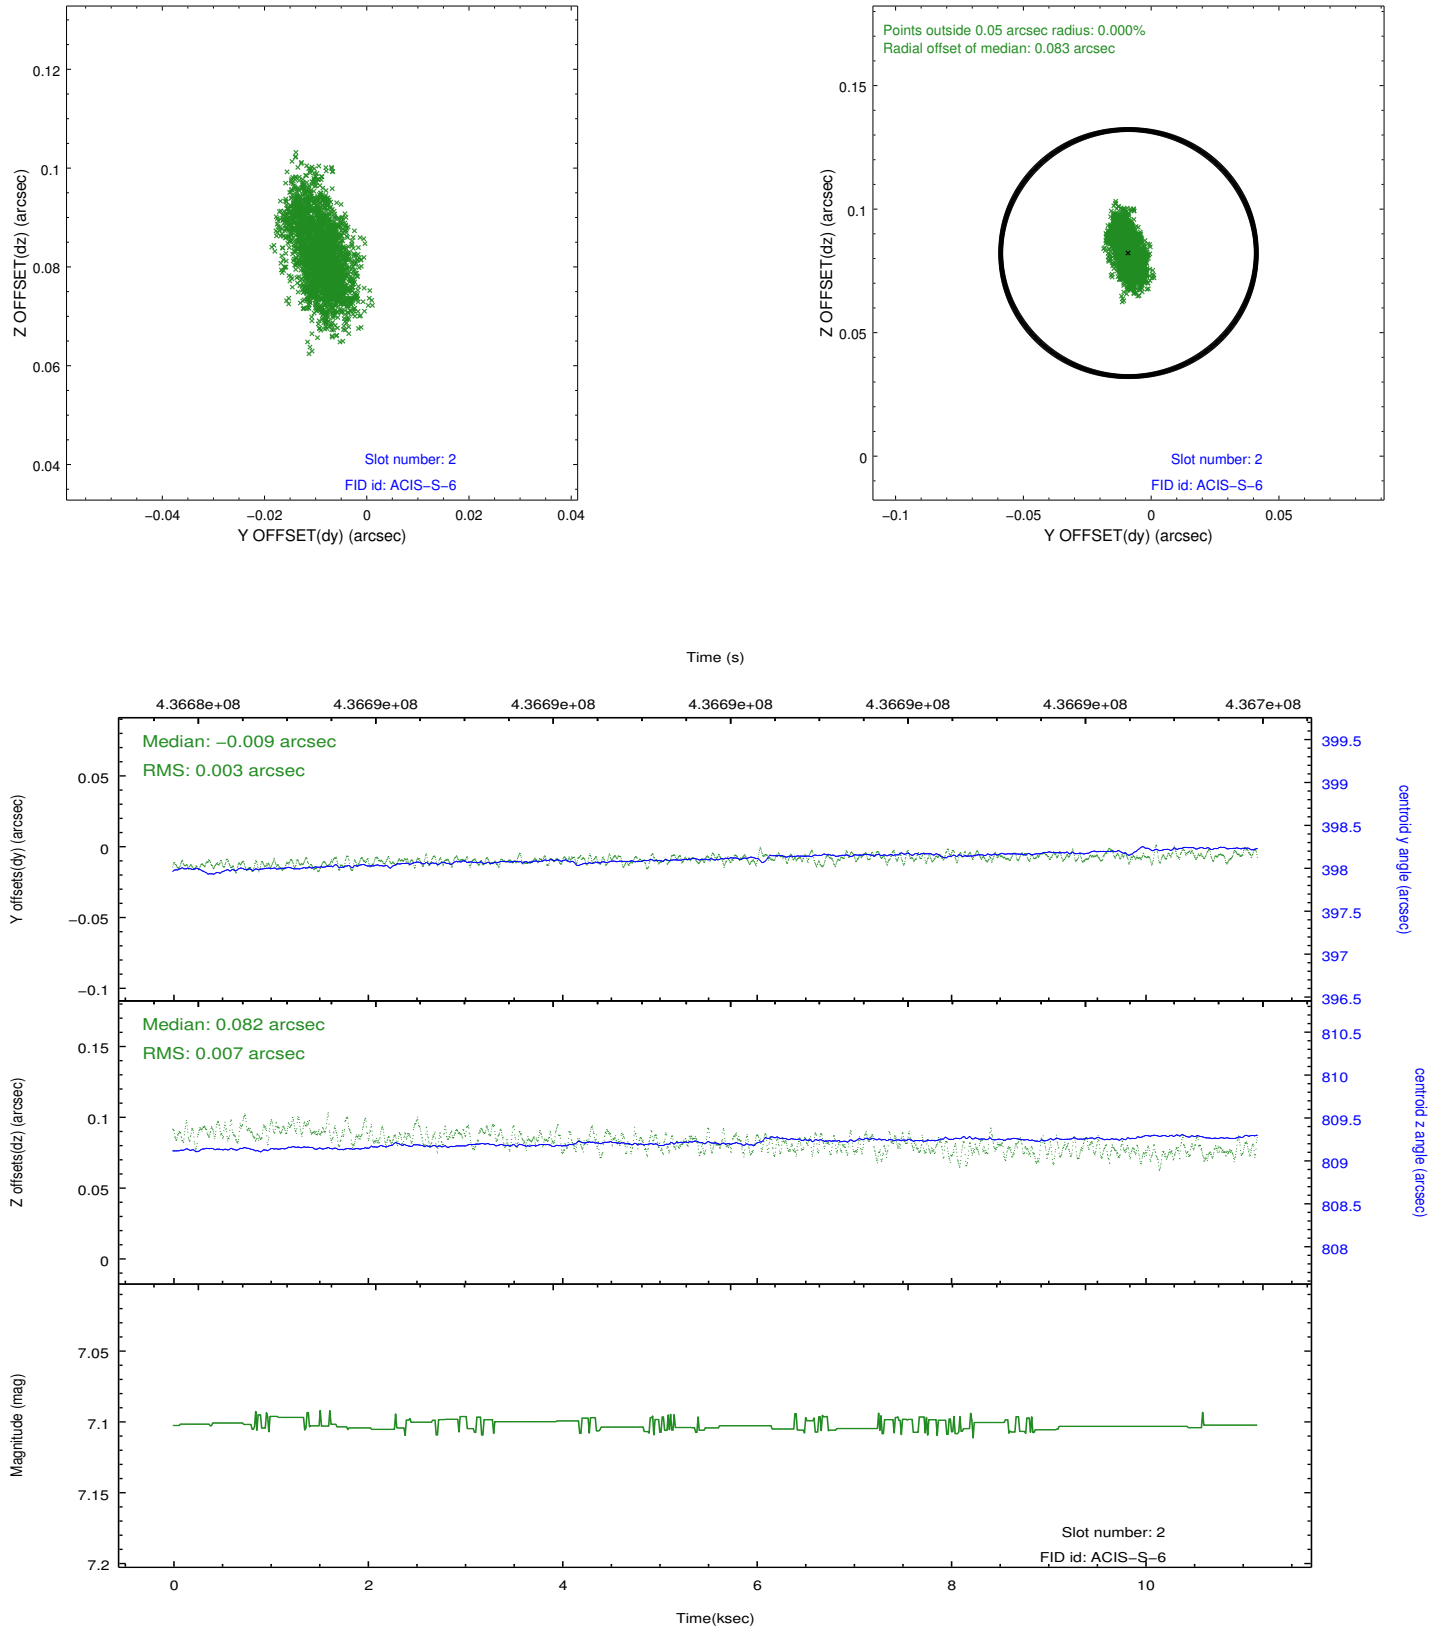 Points outside 0.05 arcsec radius: 0.000%
Radial offset of median: 0.083 arcsec
0.12
0.1
0.08
0.06
0.04
Z OFFSET(dz) (arcsec)
Slot number: 2
FID id: ACIS−S−6
−0.04
−0.02
0
0.02
0.04
Y OFFSET(dy) (arcsec)
0.15
0.1
0.05
0
Z OFFSET(dz) (arcsec)
Slot number: 2
FID id: ACIS−S−6
−0.1
−0.05
0
0.05
Y OFFSET(dy) (arcsec)
Time (s)
4.3668e+08
4.3669e+08
4.3669e+08
4.3669e+08
4.3669e+08
4.3669e+08
4.367e+08
Median: −0.009 arcsec
RMS: 0.003 arcsec
0.05
0
−0.05
−0.1
Y offsets(dy) (arcsec)
399.5
399
398.5
398
397.5
397
396.5
centroid y angle (arcsec)
Median: 0.082 arcsec
RMS: 0.007 arcsec
0.15
0.1
0.05
0
Z offsets(dz) (arcsec)
810.5
810
809.5
809
808.5
808
centroid z angle (arcsec)
7.05
7.1
7.15
7.2
Magnitude (mag)
Slot number: 2
FID id: ACIS−S−6
0
2
4
6
8
10
Time(ksec)